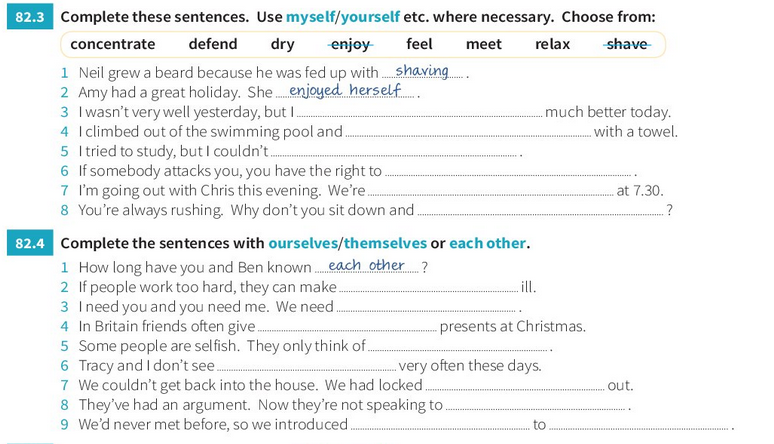 82.3 Complete these sentences. Use myself/yourself etc. where necessary. Choose from:
concentrate defend dry enjoy feel meet relax shave
1 Neil grew a beard because he was fed up with shaving .
2 Amy had a great holiday. She enjoyed herself .
3 I wasn't very well yesterday, but I much better today.
4 I climbed out of the swimming pool and with a towel.
5 I tried to study, but I couldn't .
6 If somebody attacks you, you have the right to .
7 I'm going out with Chris this evening. We're at 7.30.
8 You're always rushing. Why don't you sit down and ?
82.4 Complete the sentences with ourselves/themselves or each other.
1 How long have you and Ben known each other ?
2 If people work too hard, they can make ill.
3 I need you and you need me. We need .
4 In Britain friends often give presents at Christmas.
5 Some people are selfish. They only think of .
6 Tracy and I don't see very often these days.
7 We couldn't get back into the house. We had locked out.
8 They've had an argument. Now they're not speaking to .
9 We'd never met before, so we introduced to .